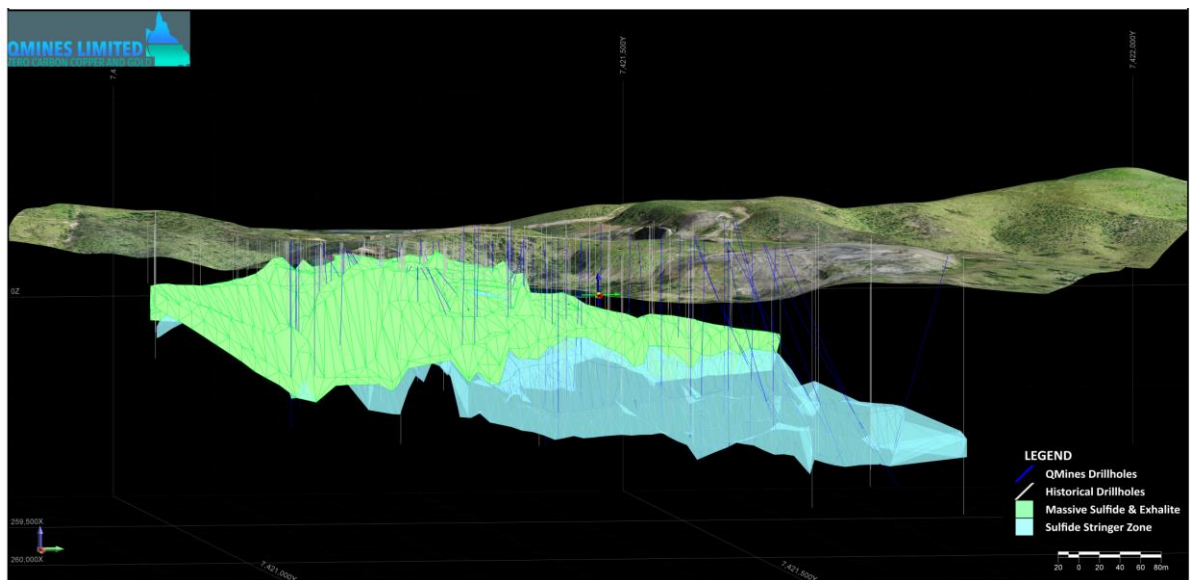 QMINES LIMITED
ZERO CARBON COPPER AND GOLD
7,4
7,421,500Y
7,422,000Y
0Z
LEGEND
QMines Drillholes
Historical Drillholes
Massive Sulfide & Exhalite
Sulfide Stringer Zone
259,500X
260,000X
7,421,000Y
7,421,500Y
20 0 20 40 60 80m